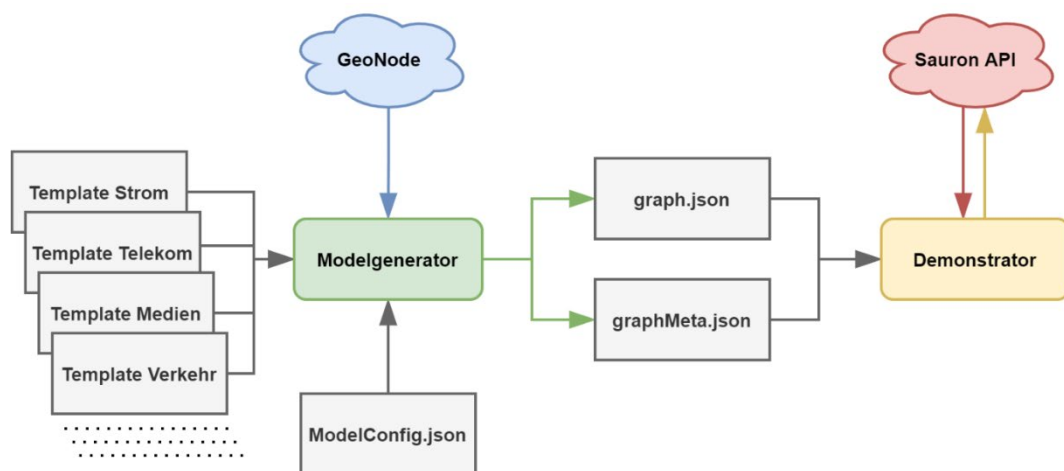 GeoNode
Sauron API
Template Strom
Template Telekom
Template Medien
Template Verkehr
Modelgenerator
ModelConfig.json
graph.json
graphMeta.json
Demonstrator